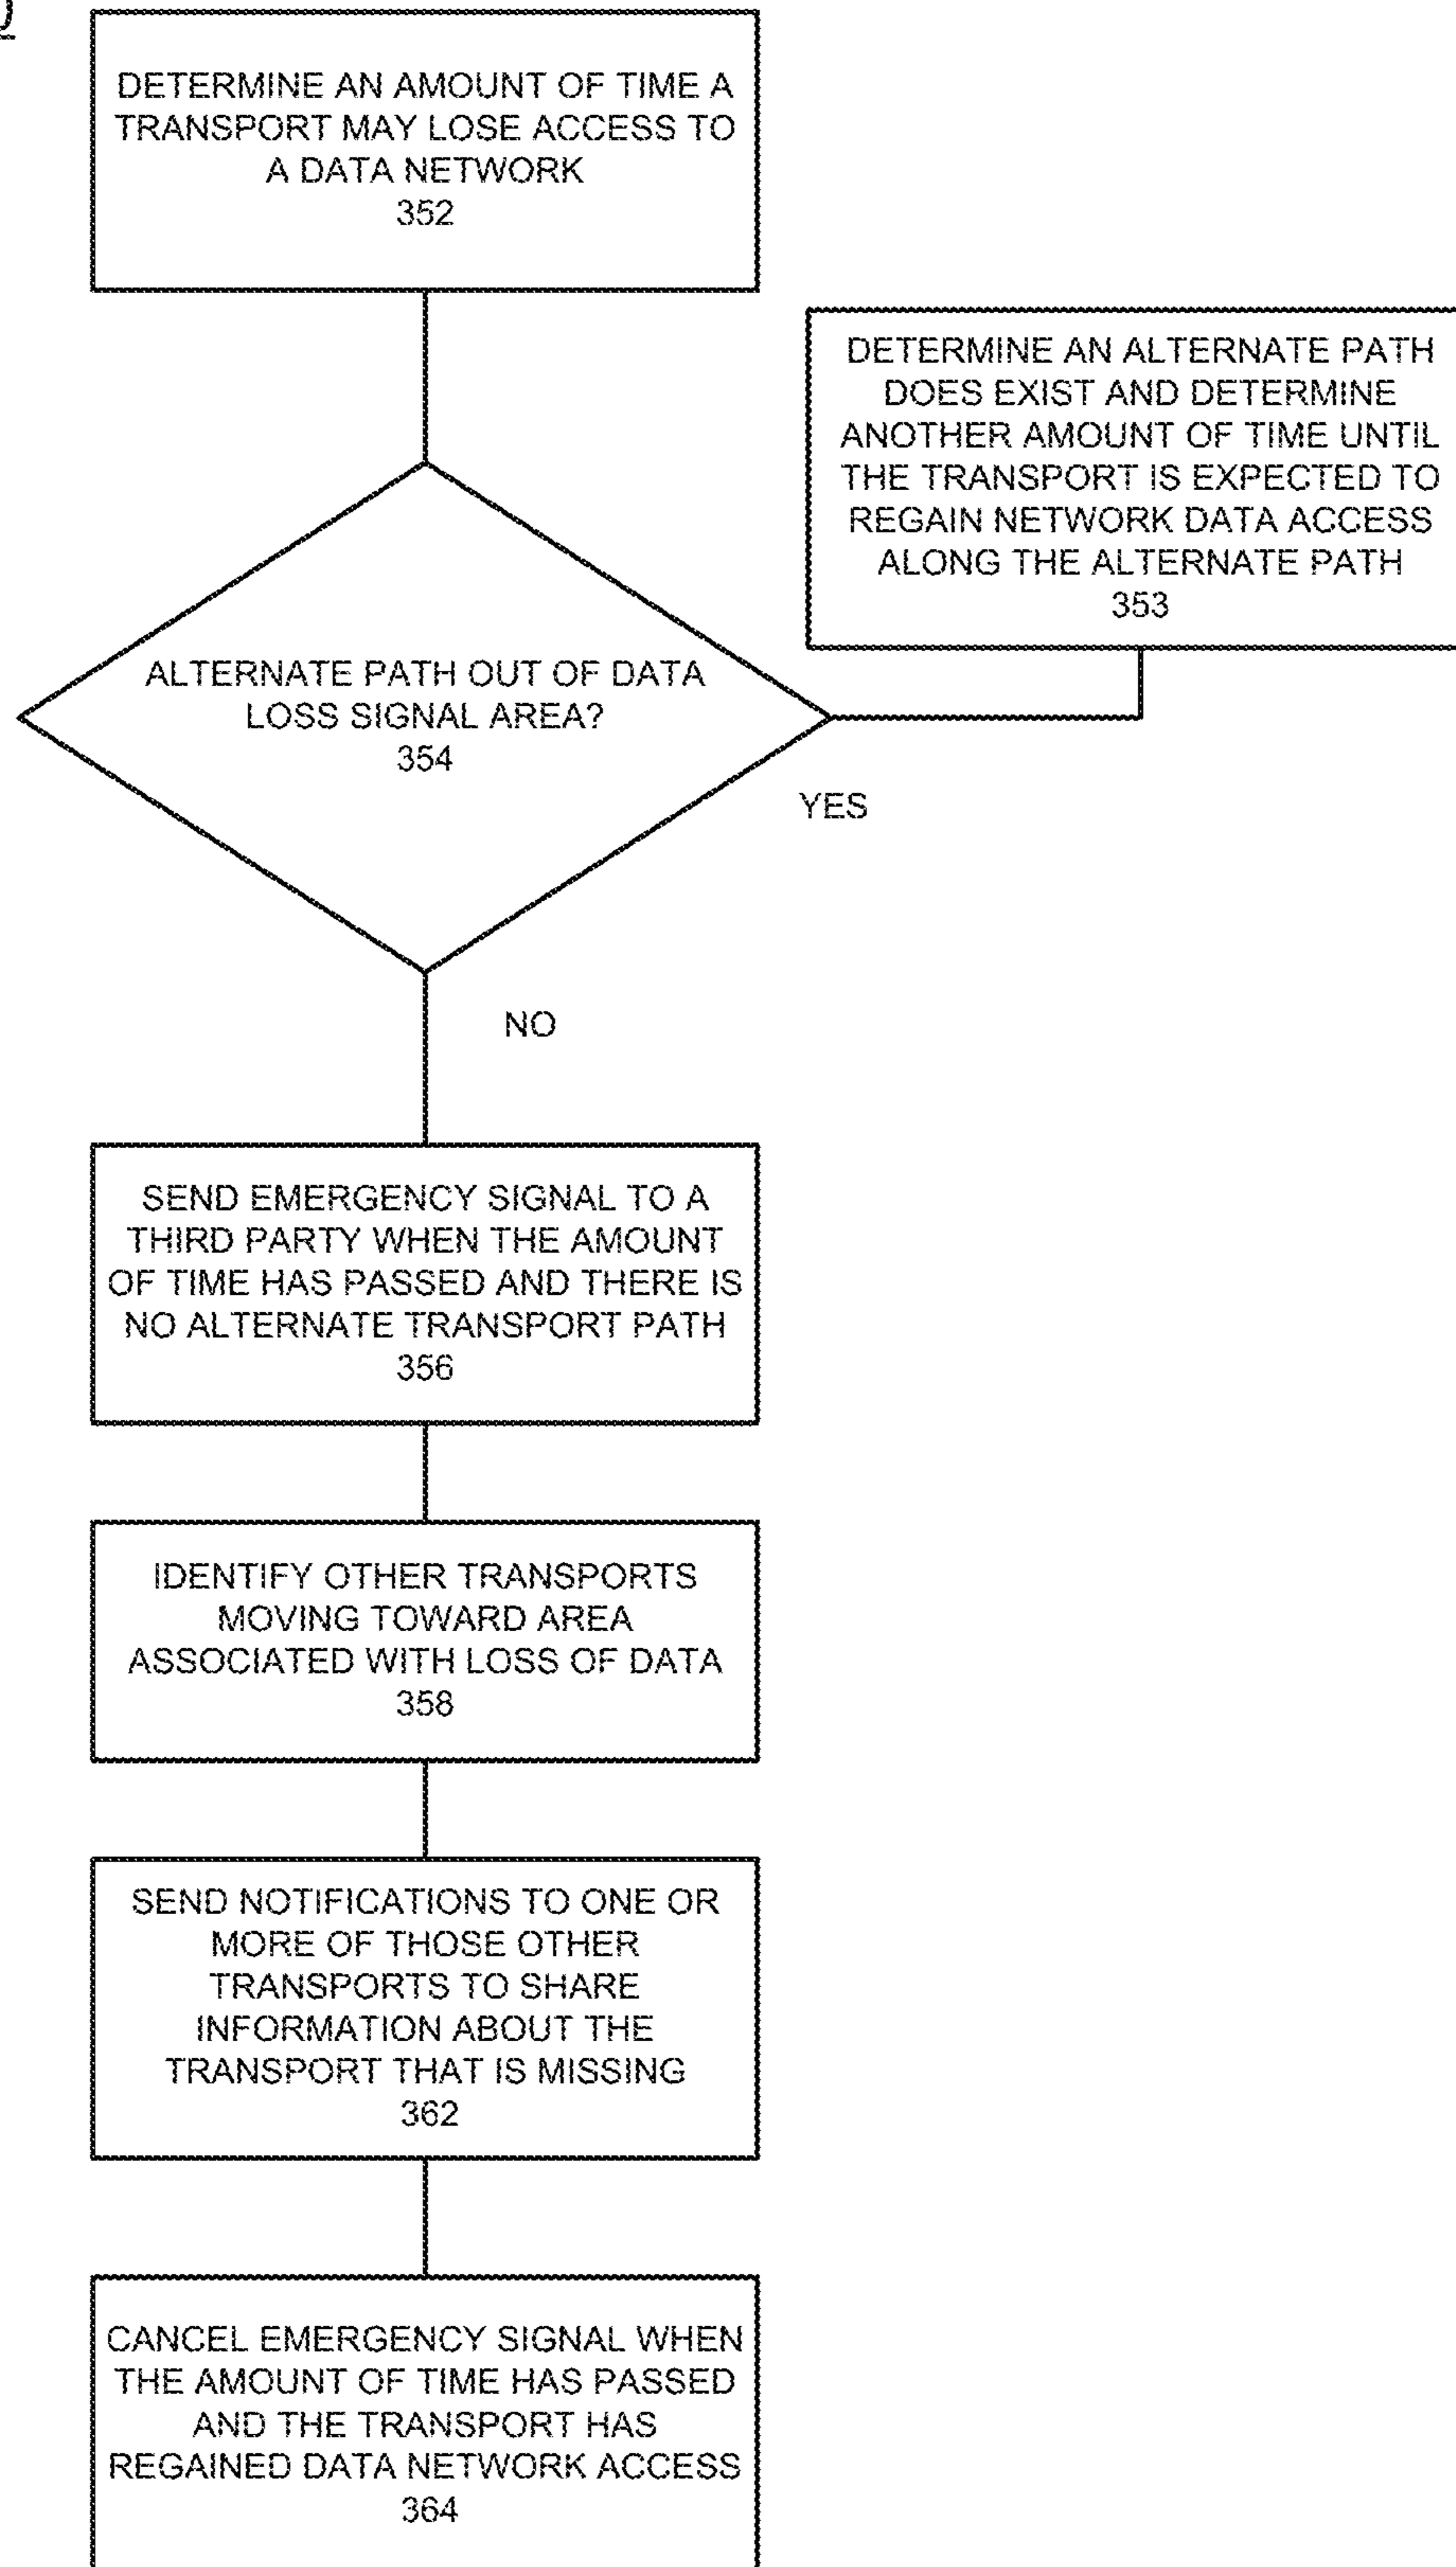 DETERMINE AN AMOUNT OF TIME A
TRANSPORT MAY LOSE ACCESS TO
A DATA NETWORK
352
DETERMINE AN ALTERNATE PATH
DOES EXIST AND DETERMINE
ANOTHER AMOUNT OF TIME UNTIL
THE TRANSPORT IS EXPECTED TO
REGAIN NETWORK DATA ACCESS
ALONG THE ALTERNATE PATH
353
ALTERNATE PATH OUT OF DATA
LOSS SIGNAL AREA?
354
YES
NO
SEND EMERGENCY SIGNAL TO A
THIRD PARTY WHEN THE AMOUNT
OF TIME HAS PASSED AND THERE IS
NO ALTERNATE TRANSPORT PATH
356
IDENTIFY OTHER TRANSPORTS
MOVING TOWARD AREA
ASSOCIATED WITH LOSS OF DATA
358
SEND NOTIFICATIONS TO ONE OR
MORE OF THOSE OTHER
TRANSPORTS TO SHARE
INFORMATION ABOUT THE
TRANSPORT THAT IS MISSING
362
CANCEL EMERGENCY SIGNAL WHEN
THE AMOUNT OF TIME HAS PASSED
AND THE TRANSPORT HAS
REGAINED DATA NETWORK ACCESS
364